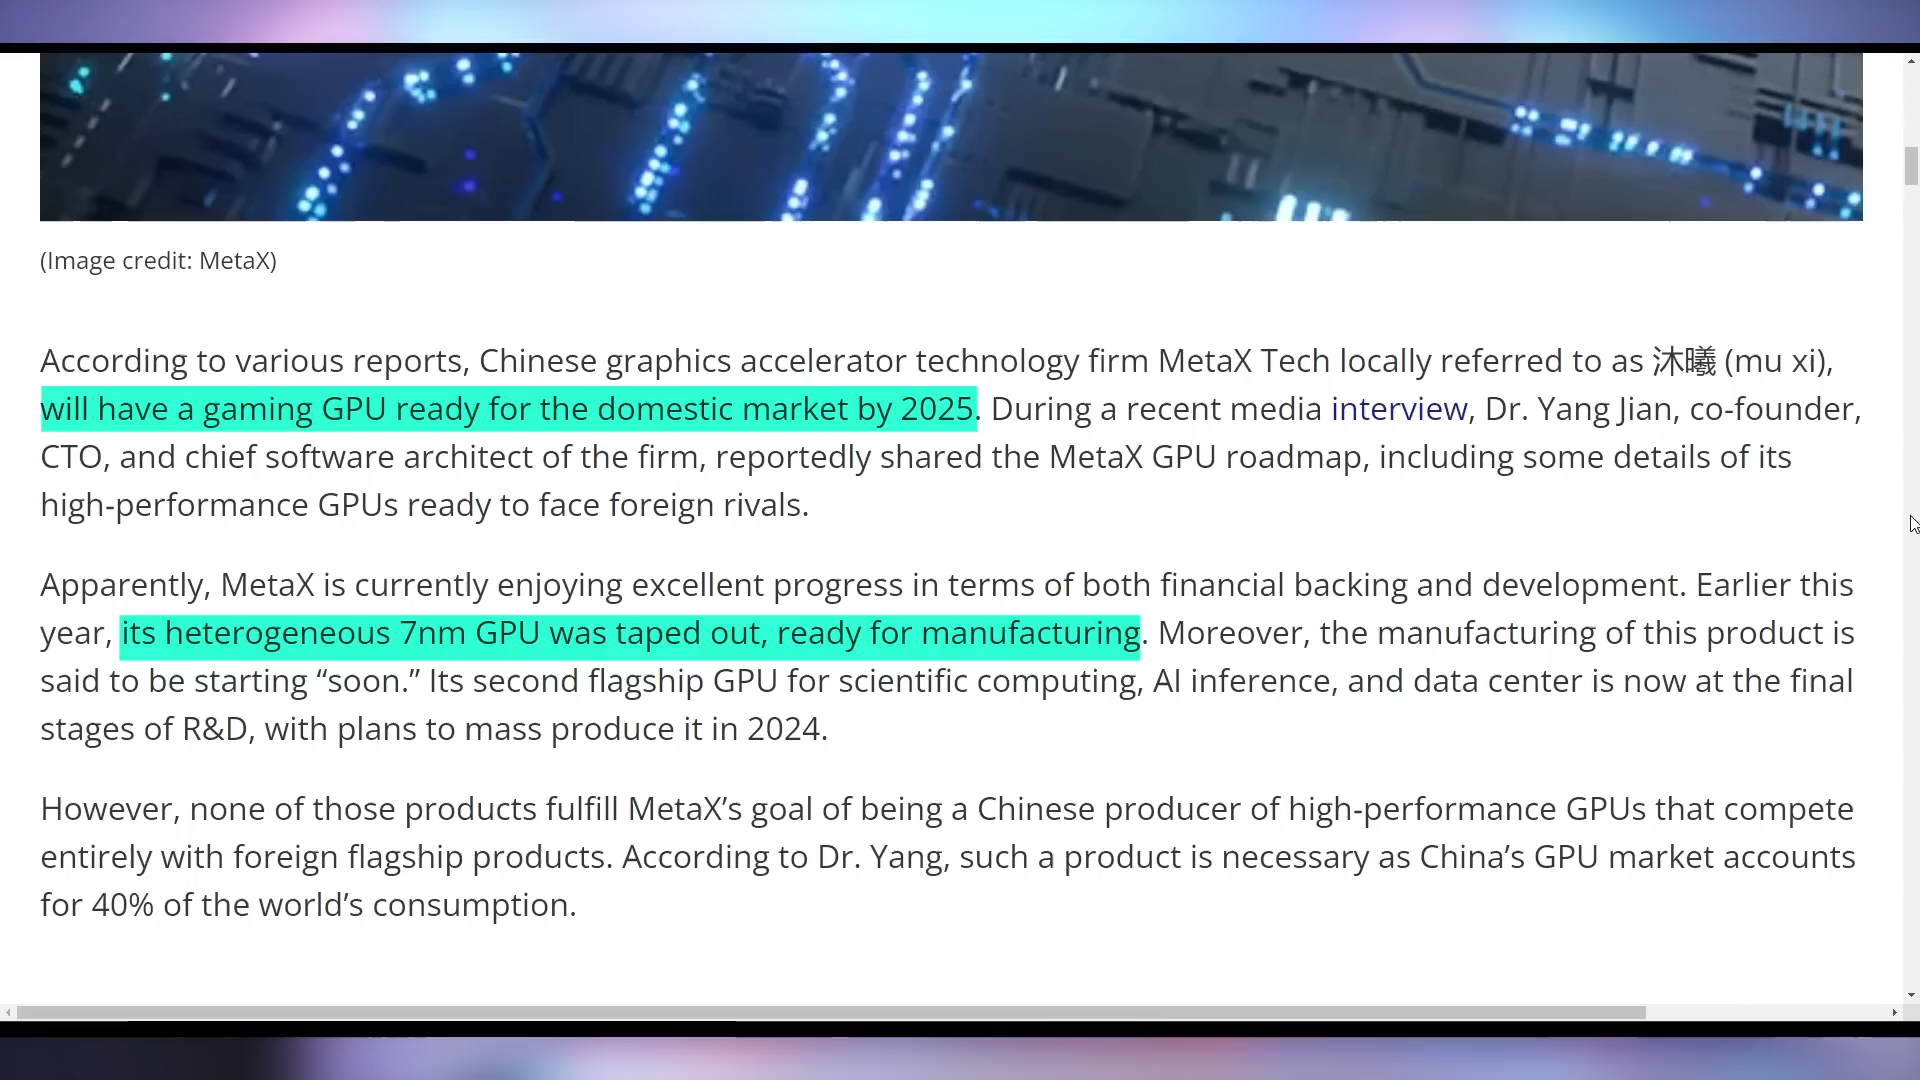 (Image credit: MetaX)
According to various reports, Chinese graphics accelerator technology firm MetaX Tech locally referred to as 沐曦 (mu xi),
will have a gaming GPU ready for the domestic market by 2025. During a recent media interview, Dr. Yang Jian, co-founder,
CTO, and chief software architect of the firm, reportedly shared the MetaX GPU roadmap, including some details of its
high-performance GPUs ready to face foreign rivals.
Apparently, MetaX is currently enjoying excellent progress in terms of both financial backing and development. Earlier this
year, its heterogeneous 7nm GPU was taped out, ready for manufacturing. Moreover, the manufacturing of this product is
said to be starting “soon.” Its second flagship GPU for scientific computing, AI inference, and data center is now at the final
stages of R&D, with plans to mass produce it in 2024.
However, none of those products fulfill MetaX’s goal of being a Chinese producer of high-performance GPUs that compete
entirely with foreign flagship products. According to Dr. Yang, such a product is necessary as China’s GPU market accounts
for 40% of the world’s consumption.